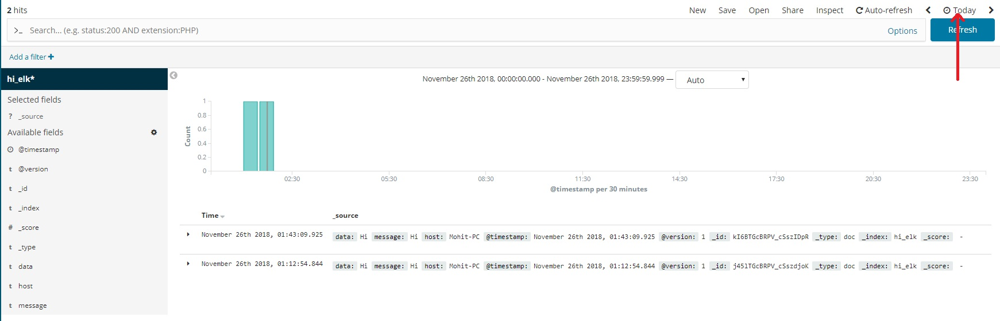 2 hits
New Save Open Share Inspect Auto-refresh Today
>_ Search... (e.g. status:200 AND extension:PHP) Options Refresh
Add a filter +
hi_elk*
November 26th 2018, 00:00:00.000 - November 26th 2018, 23:59:59.999 — Auto
Selected fields
? _source
Available fields
@timestamp
t @version
t _id
t _index
# _score
t _type
t data
t host
t message
Count
1
0.8
0.6
0.4
0.2
0
02:30 05:30 08:30 11:30 14:30 17:30 20:30 23:30
@timestamp per 30 minutes
Time _source
November 26th 2018, 01:43:09.925 data: Hi message: Hi host: Mohit-PC @timestamp: November 26th 2018, 01:43:09.925 @version: 1 _id: kI6BTGcBRPV_cSszIDpR _type: doc _index: hi_elk _score: -
November 26th 2018, 01:12:54.844 data: Hi message: Hi host: Mohit-PC @timestamp: November 26th 2018, 01:12:54.844 @version: 1 _id: j45lTGcBRPV_cSszdjoK _type: doc _index: hi_elk _score: -